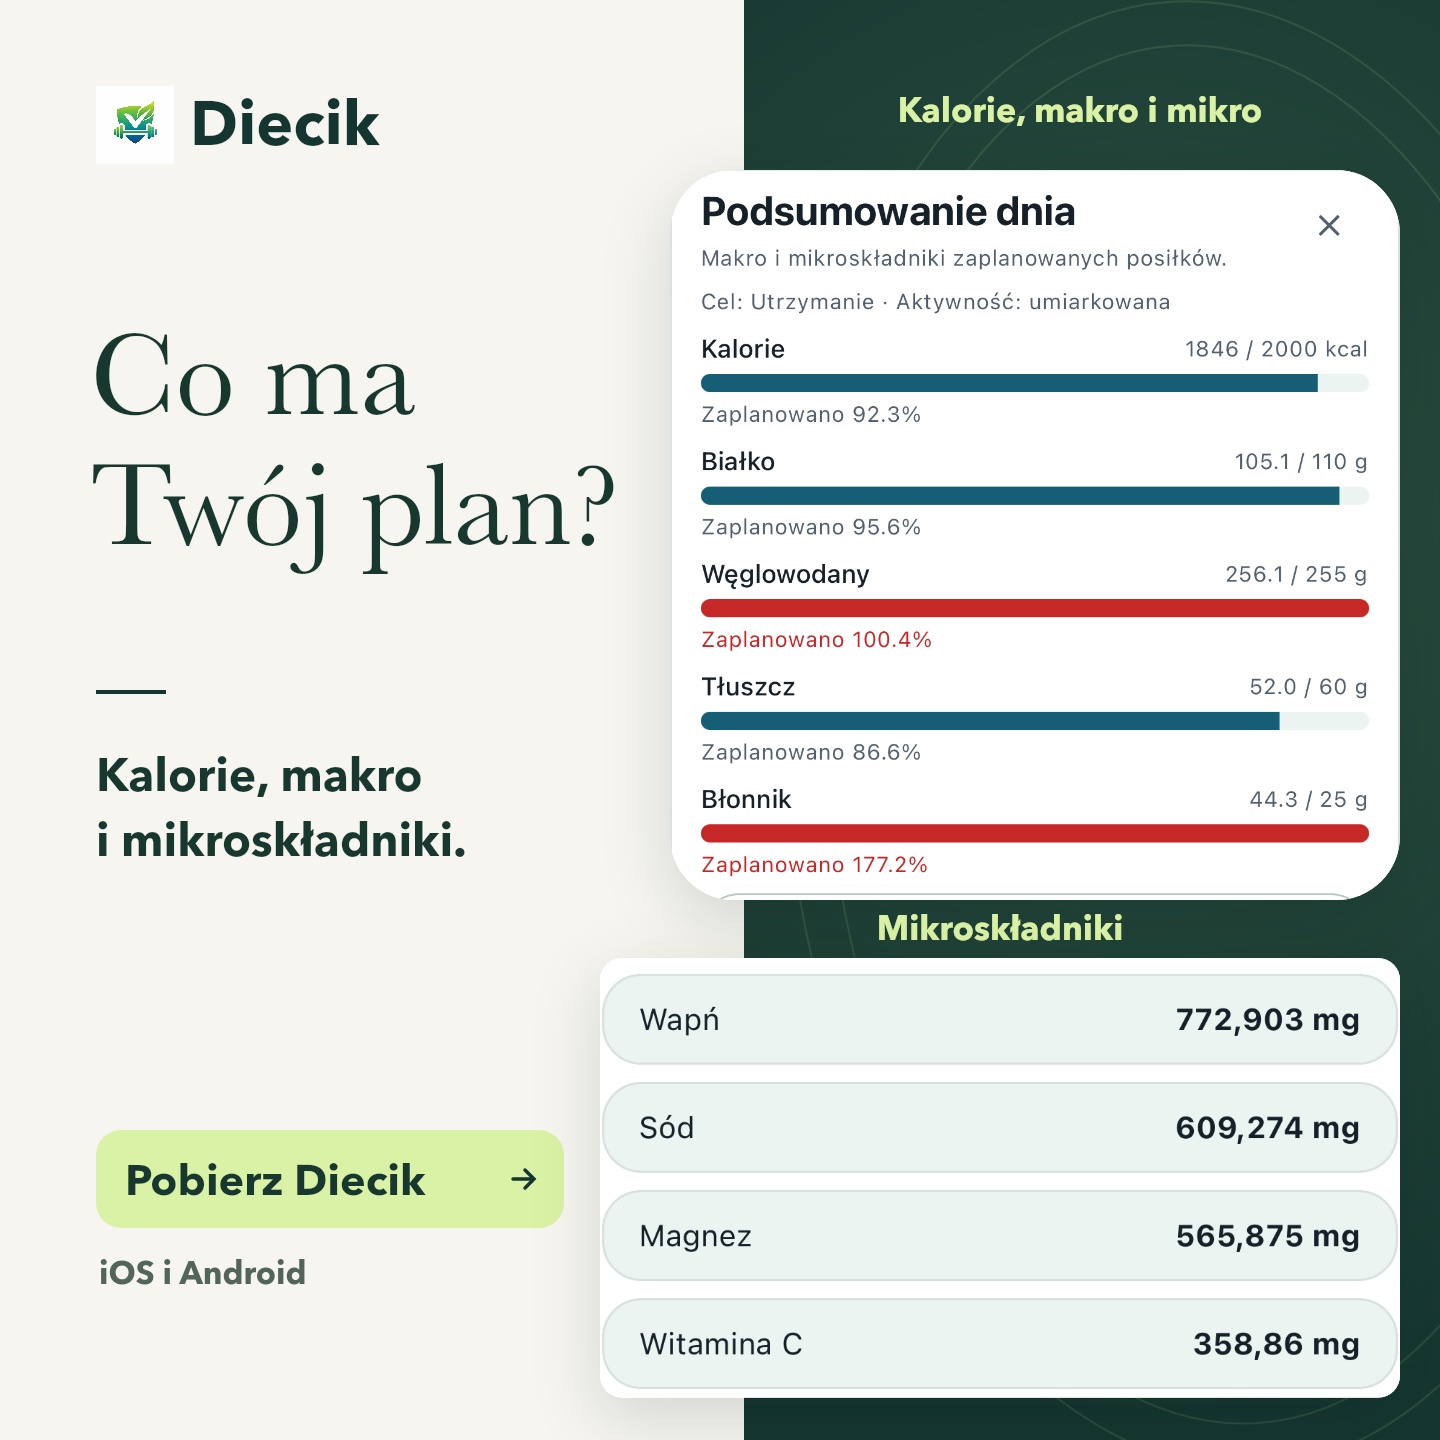 Diecik
Co ma
Twój plan?
Kalorie, makro
i mikroskładniki.
Pobierz Diecik →
iOS i Android
Kalorie, makro i mikro
Podsumowanie dnia
Makro i mikroskładniki zaplanowanych posiłków.
Cel: Utrzymanie · Aktywność: umiarkowana
Kalorie 1846 / 2000 kcal
Zaplanowano 92.3%
Białko 105.1 / 110 g
Zaplanowano 95.6%
Węglowodany 256.1 / 255 g
Zaplanowano 100.4%
Tłuszcz 52.0 / 60 g
Zaplanowano 86.6%
Błonnik 44.3 / 25 g
Zaplanowano 177.2%
Mikroskładniki
Wapń 772,903 mg
Sód 609,274 mg
Magnez 565,875 mg
Witamina C 358,86 mg